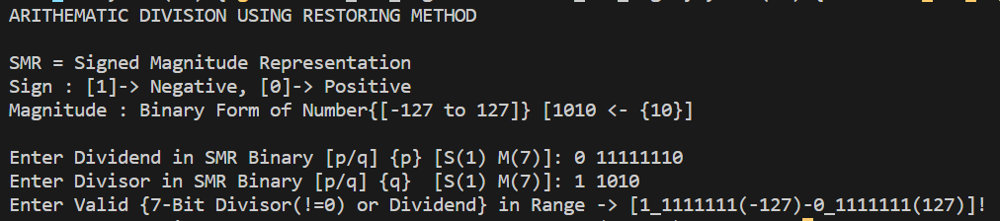 ARITHEMATIC DIVISION USING RESTORING METHOD
SMR = Signed Magnitude Representation
Sign : [1]-> Negative, [0]-> Positive
Magnitude : Binary Form of Number{[-127 to 127]} [1010 <- {10}]
Enter Dividend in SMR Binary [p/q] {p} [S(1) M(7)]: 0 11111110
Enter Divisor in SMR Binary [p/q] {q}  [S(1) M(7)]: 1 1010
Enter Valid {7-Bit Divisor(!=0) or Dividend} in Range -> [1_1111111(-127)-0_1111111(127)]!